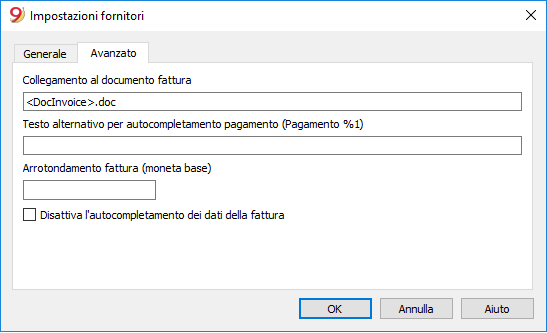 Impostazioni fornitori
Generale
Avanzato
Collegamento al documento fattura
<DocInvoice>.doc
Testo alternativo per autocompletamento pagamento (Pagamento %1)
Arrotondamento fattura (moneta base)
Disattiva l'autocompletamento dei dati della fattura
OK
Annulla
Aiuto